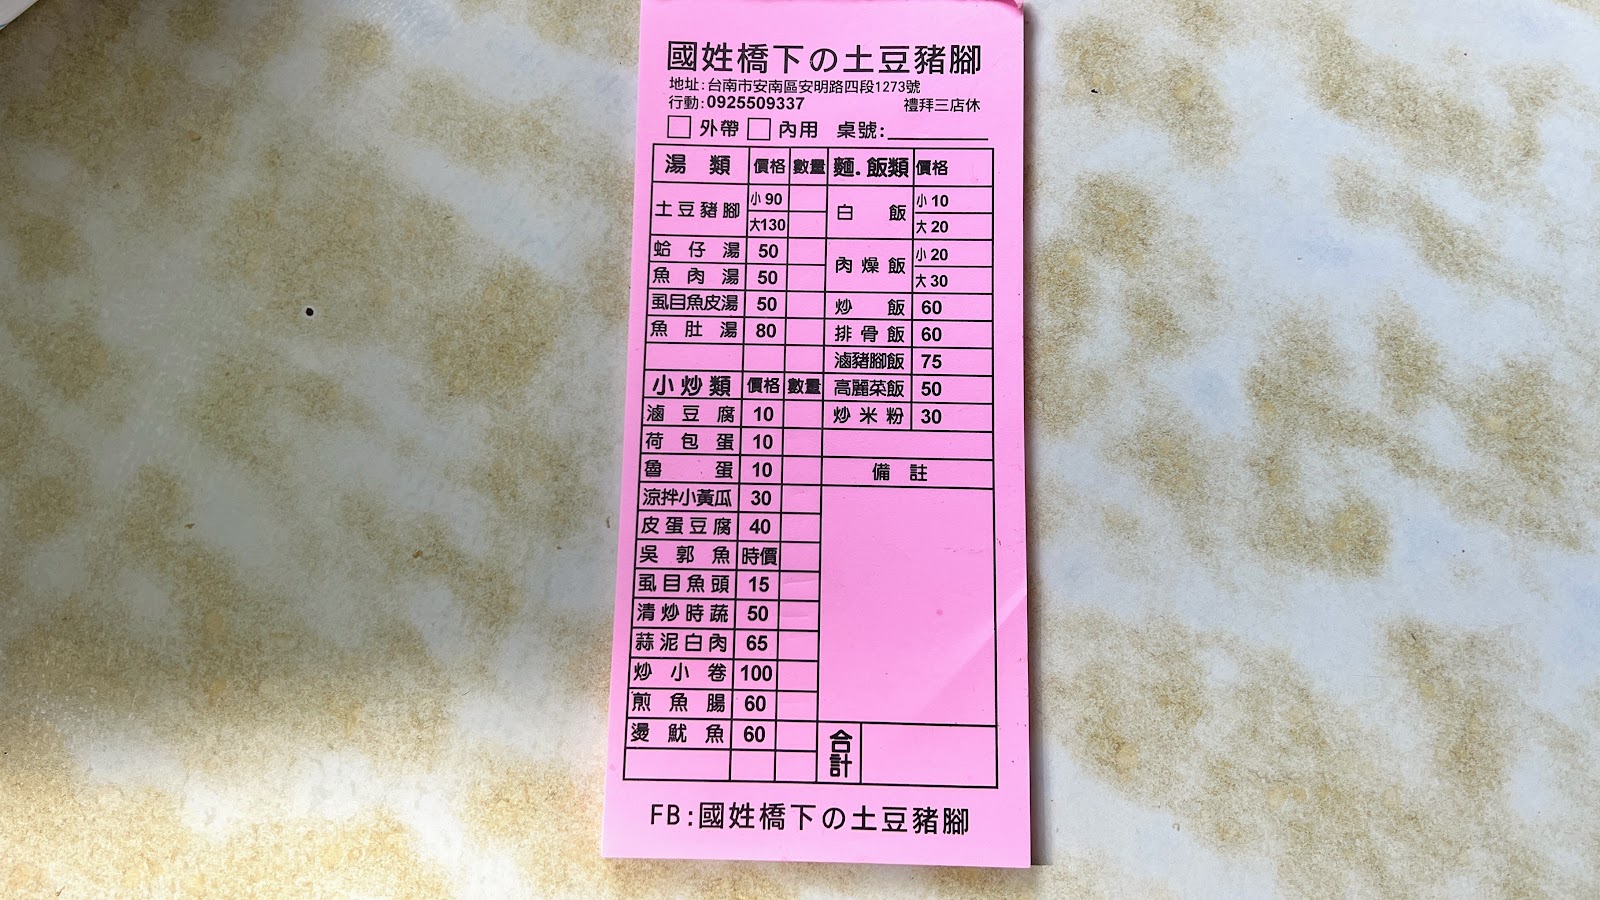 國姓橋下の土豆豬腳
地址:台南市安南區安明路四段1273號
行動:0925509337 禮拜三店休
外帶 內用 桌號:
湯類 價格 數量 麵.飯類 價格
土豆豬腳 小90 大130 白飯 小10 大20
蛤仔湯 50 肉燥飯 小20 大30
魚肉湯 50
虱目魚皮湯 50 炒飯 60
魚肚湯 80 排骨飯 60
滷豬腳飯 75
小炒類 價格 數量 高麗菜飯 50
滷豆腐 10 炒米粉 30
荷包蛋 10
魯蛋 10 備註
涼拌小黃瓜 30
皮蛋豆腐 40
吳郭魚 時價
虱目魚頭 15
清炒時蔬 50
蒜泥白肉 65
炒小卷 100
煎魚腸 60
燙魷魚 60 合計
FB:國姓橋下の土豆豬腳